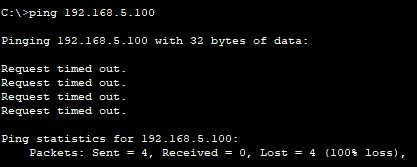 C:\>ping 192.168.5.100
Pinging 192.168.5.100 with 32 bytes of data:
Request timed out.
Request timed out.
Request timed out.
Request timed out.
Ping statistics for 192.168.5.100:
Packets: Sent = 4, Received = 0, Lost = 4 (100% loss),